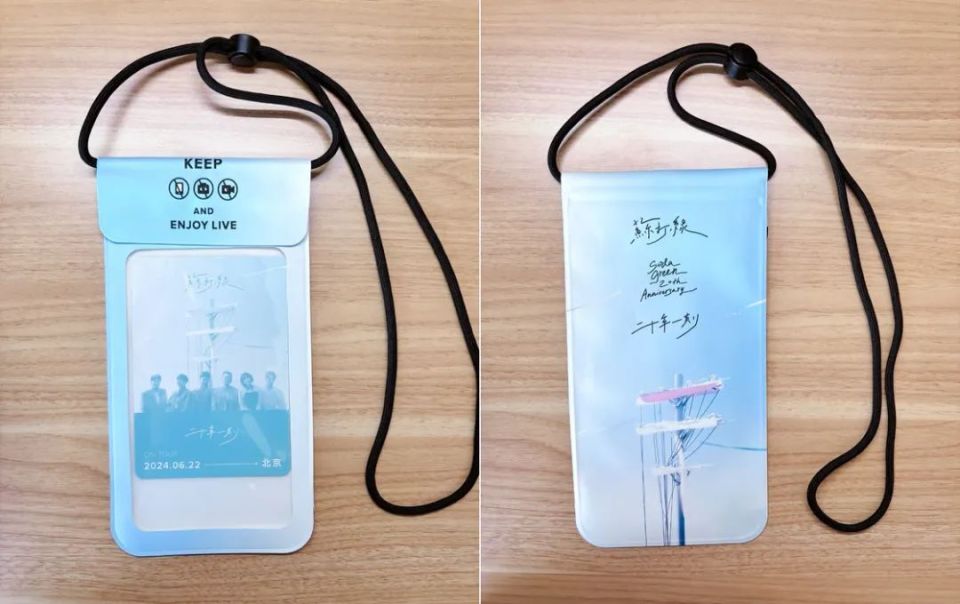 KEEP
AND
ENJOY LIVE
蘇打綠
二十年一刻
ON TOUR
2024.06.22 北京
蘇打綠
Soda
green
20th
Anniversary
二十年一刻